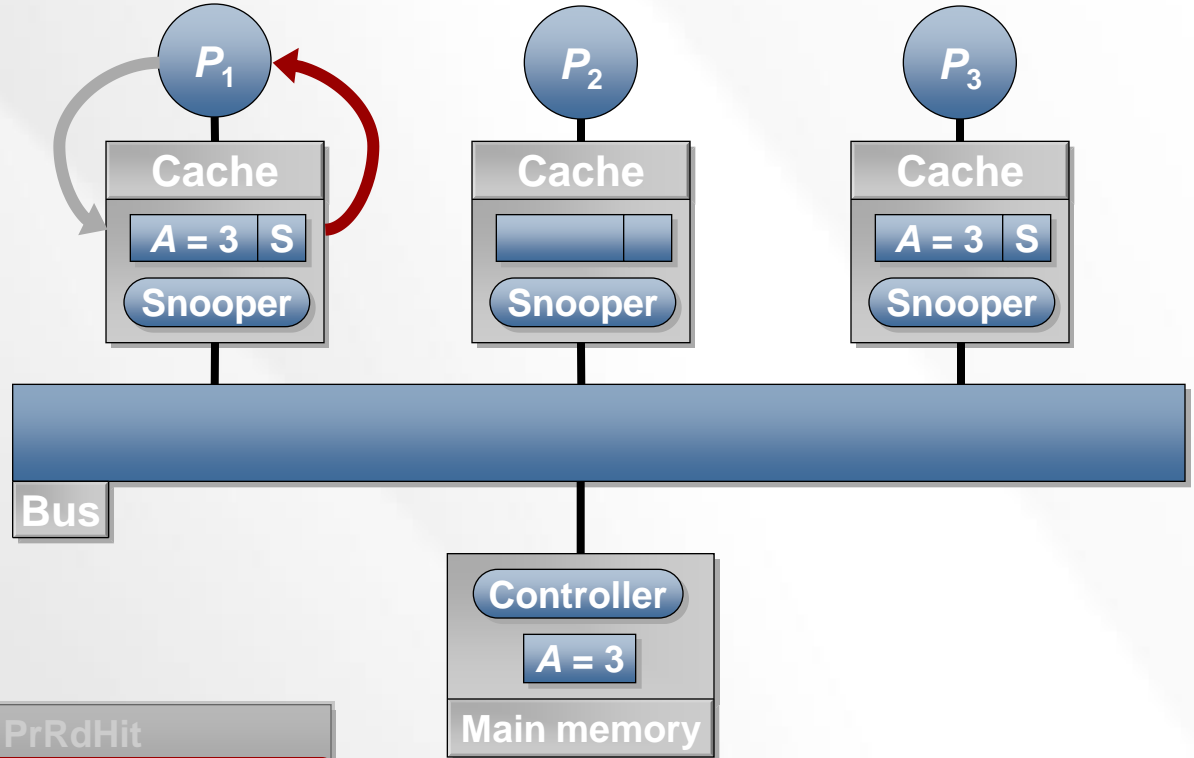 P1
P2
P3
Cache
Cache
Cache
A = 3 S
A = 3 S
Snooper
Snooper
Snooper
Bus
Controller
A = 3
Main memory
PrRdHit